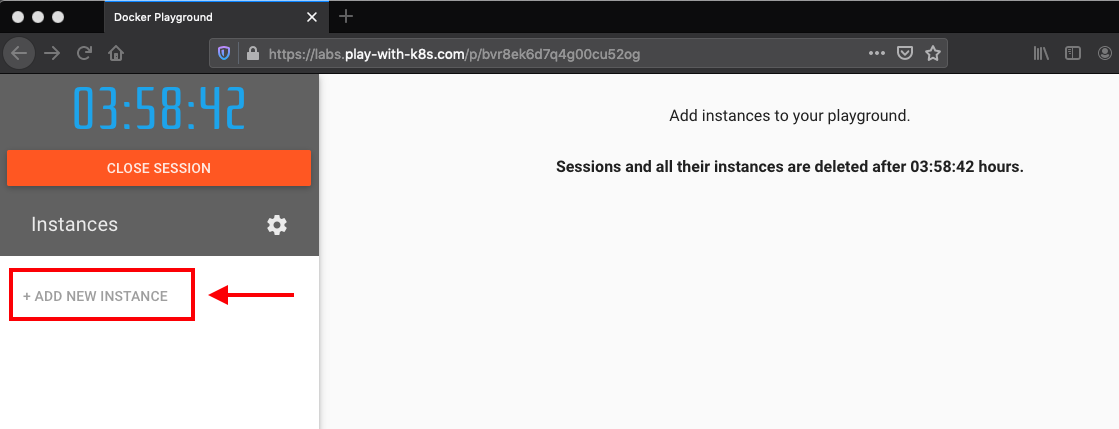 Docker Playground
https://labs.play-with-k8s.com/p/bvr8ek6d7q4g00cu52og
03:58:42
CLOSE SESSION
Instances
+ ADD NEW INSTANCE
Add instances to your playground.
Sessions and all their instances are deleted after 03:58:42 hours.